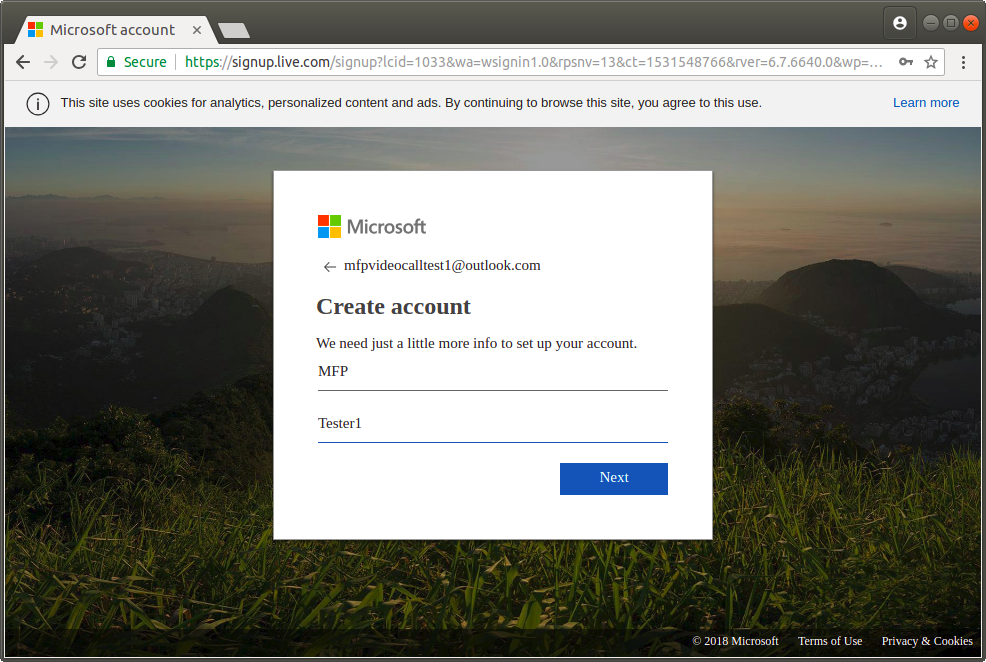 Microsoft account
Secure https://signup.live.com/signup?lcid=1033&wa=wsignin1.0&rpsnv=13&ct=1531548766&rver=6.7.6640.0&wp=...
This site uses cookies for analytics, personalized content and ads. By continuing to browse this site, you agree to this use. Learn more
Microsoft
mfpvideocalltest1@outlook.com
Create account
We need just a little more info to set up your account.
MFP
Tester1
Next
© 2018 Microsoft Terms of Use Privacy & Cookies